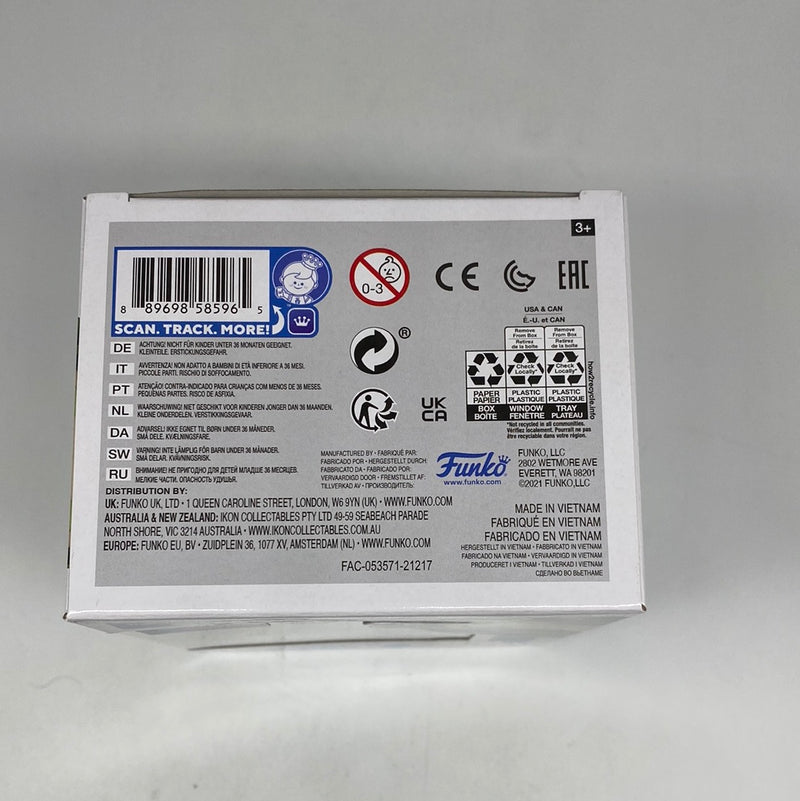 3+
8 89698 58596 5
SCAN. TRACK. MORE!
0-3
CE
EAC
USA & CAN
É.-U. et CAN
Remove From Box
Retirez de la boîte
Remove From Box
Retirez de la boîte
Check Locally*
Check Locally*
PAPER PAPIER
PLASTIC PLASTIQUE
PLASTIC PLASTIQUE
BOX BOÎTE
WINDOW FENÊTRE
TRAY PLATEAU
how2recycle.info
*Not recycled in all communities.
Vérifiez localement. Pourrait ne pas
être recyclable dans votre région.
®
UK
CA
DE ACHTUNG! NICHT FÜR KINDER UNTER 36 MONATEN GEEIGNET.
KLEINTEILE. ERSTICKUNGSGEFAHR.
IT AVVERTENZA! NON ADATTO A BAMBINI DI ETÀ INFERIORE A 36 MESI.
PICCOLE PARTI. RISCHIO DI SOFFOCAMENTO.
PT ATENÇÃO! CONTRA-INDICADO PARA CRIANÇAS COM MENOS DE 36 MESES.
PEQUENAS PARTES. RISCO DE ASFIXIA.
NL WAARSCHUWING! NIET GESCHIKT VOOR KINDEREN JONGER DAN 36 MAANDEN.
KLEINE ONDERDELEN. VERSTIKKINGSGEVAAR.
DA ADVARSEL! IKKE EGNET TIL BØRN UNDER 36 MÅNEDER.
SMÅ DELE. KVÆLNINGSFARE.
SW VARNING! INTE LÄMPLIG FÖR BARN UNDER 36 MÅNADER.
SMÅ DELAR. KVÄVNINGSRISK.
RU ВНИМАНИЕ! НЕ ПРИГОДНО ДЛЯ ДЕТЕЙ МЛАДШЕ 36 МЕСЯЦЕВ.
МЕЛКИЕ ЧАСТИ. ОПАСНОСТЬ УДУШЬЯ.
MANUFACTURED BY • FABRIQUÉ PAR:
FABRICADO POR • HERGESTELLT DURCH:
FABBRICATO DA • FABRICADO POR:
VERVAARDIGD DOOR • FREMSTILLET AF:
TILLVERKAD AV • ПРОИЗВОДИТЕЛЬ:
Funko
www.funko.com
FUNKO, LLC
2802 WETMORE AVE
EVERETT, WA 98201
©2021 FUNKO,LLC
DISTRIBUTION BY:
UK: FUNKO UK, LTD • 1 QUEEN CAROLINE STREET, LONDON, W6 9YN (UK) • WWW.FUNKO.COM
AUSTRALIA & NEW ZEALAND: IKON COLLECTABLES PTY LTD 49-59 SEABEACH PARADE
NORTH SHORE, VIC 3214 AUSTRALIA • WWW.IKONCOLLECTABLES.COM.AU
EUROPE: FUNKO EU, BV • ZUIDPLEIN 36, 1077 XV, AMSTERDAM (NL) • WWW.FUNKO.COM
FAC-053571-21217
MADE IN VIETNAM
FABRIQUÉ EN VIETNAM
FABRICADO EN VIETNAM
HERGESTELLT IN VIETNAM • FABBRICATO IN VIETNAM
FABRICADO NA VIETNAM • VERVAARDIGD IN VIETNAM
PRODUCERET I VIETNAM • TILLVERKAD I VIETNAM
СДЕЛАНО ВО ВЬЕТНАМЕ